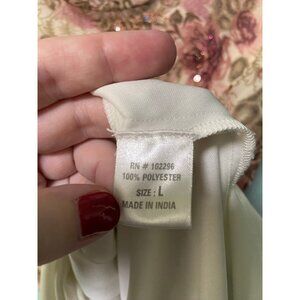 RN # 102296
100% POLYESTER
SIZE: L
MADE IN INDIA